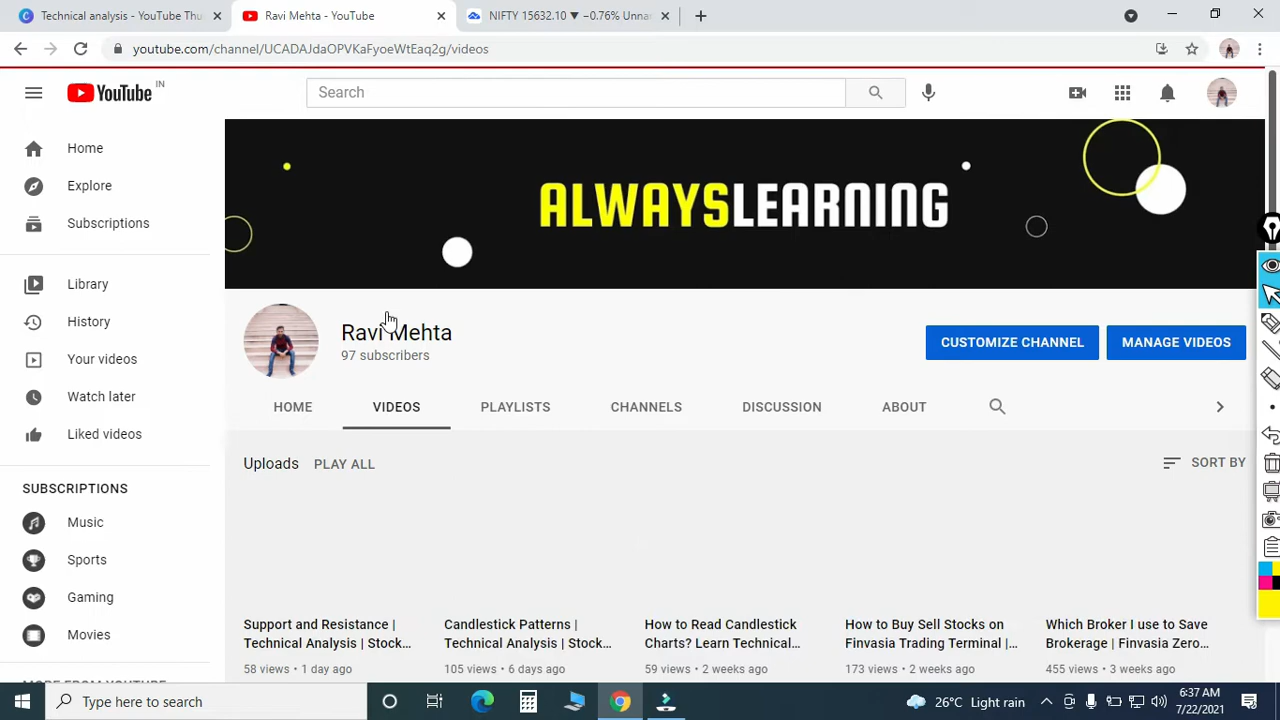 Technical analysis - YouTube Thu
Ravi Mehta - YouTube
NIFTY 15632.10 ▼ −0.76% Unna
youtube.com/channel/UCADAJdaOPVKaFyoeWtEaq2g/videos
YouTube IN
Search
Home
Explore
Subscriptions
Library
History
Your videos
Watch later
Liked videos
SUBSCRIPTIONS
Music
Sports
Gaming
Movies
ALWAYSLEARNING
Ravi Mehta
97 subscribers
CUSTOMIZE CHANNEL
MANAGE VIDEOS
HOME
VIDEOS
PLAYLISTS
CHANNELS
DISCUSSION
ABOUT
Uploads
PLAY ALL
SORT BY
Support and Resistance |
Technical Analysis | Stock...
58 views • 1 day ago
Candlestick Patterns |
Technical Analysis | Stock...
105 views • 6 days ago
How to Read Candlestick
Charts? Learn Technical...
59 views • 2 weeks ago
How to Buy Sell Stocks on
Finvasia Trading Terminal |...
173 views • 2 weeks ago
Which Broker I use to Save
Brokerage | Finvasia Zero...
455 views • 3 weeks ago
Type here to search
26°C Light rain
6:37 AM
7/22/2021